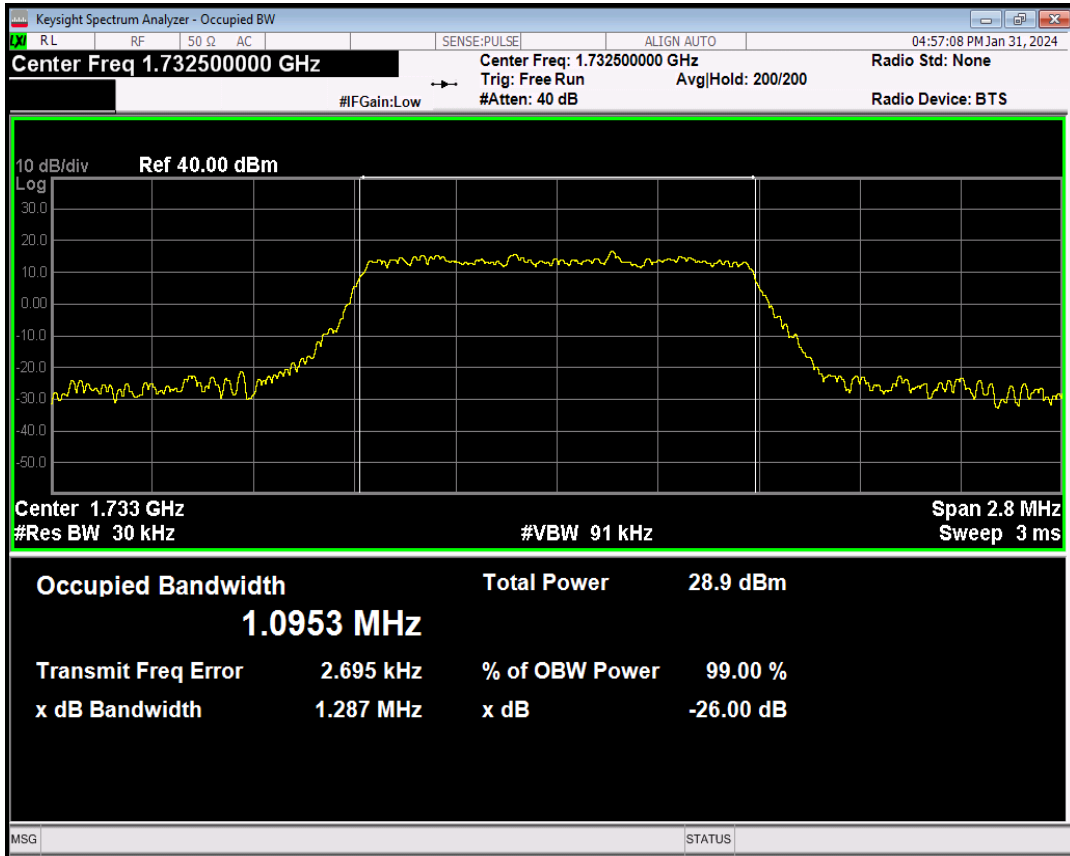 Keysight Spectrum Analyzer - Occupied BW
LXI RL RF 50 Ω AC SENSE:PULSE ALIGN AUTO 04:57:08 PM Jan 31, 2024
Center Freq 1.732500000 GHz Center Freq: 1.732500000 GHz Radio Std: None
Trig: Free Run Avg|Hold: 200/200
#IFGain:Low #Atten: 40 dB Radio Device: BTS
10 dB/div Ref 40.00 dBm
Log
30.0
20.0
10.0
0.00
-10.0
-20.0
-30.0
-40.0
-50.0
Center 1.733 GHz Span 2.8 MHz
#Res BW 30 kHz #VBW 91 kHz Sweep 3 ms
Occupied Bandwidth Total Power 28.9 dBm
1.0953 MHz
Transmit Freq Error 2.695 kHz % of OBW Power 99.00 %
x dB Bandwidth 1.287 MHz x dB -26.00 dB
MSG STATUS